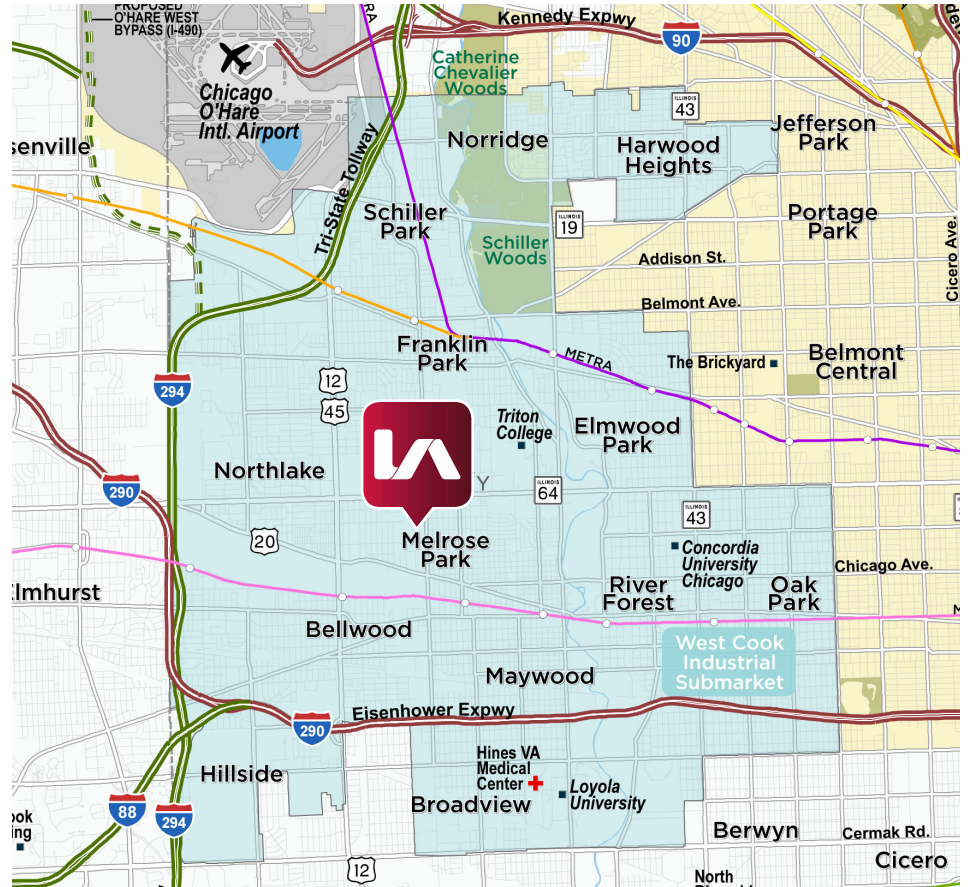 PROPOSED
O'HARE WEST
BYPASS (I-490)
METRA
Kennedy Expwy
90
Catherine
Chevalier
Woods
Chicago
O'Hare
Intl. Airport
ILLINOIS
43
Norridge
Harwood
Heights
Jefferson
Park
senville
Tri-State Tollway
Schiller
Park
ILLINOIS
19
Portage
Park
Schiller
Woods
Addison St.
Cicero Ave.
Belmont Ave.
Franklin
Park
METRA
The Brickyard
Belmont
Central
294
12
45
Triton
College
Elmwood
Park
LA
Northlake
Y
290
ILLINOIS
64
ILLINOIS
43
20
Melrose
Park
Concordia
University
Chicago
Chicago Ave.
Elmhurst
River
Forest
Oak
Park
Bellwood
West Cook
Industrial
Submarket
Maywood
Eisenhower Expwy
290
Hillside
Hines VA
Medical
Center
Loyola
University
Broadview
88
294
ook
ng
Berwyn
Cermak Rd.
12
Cicero
North